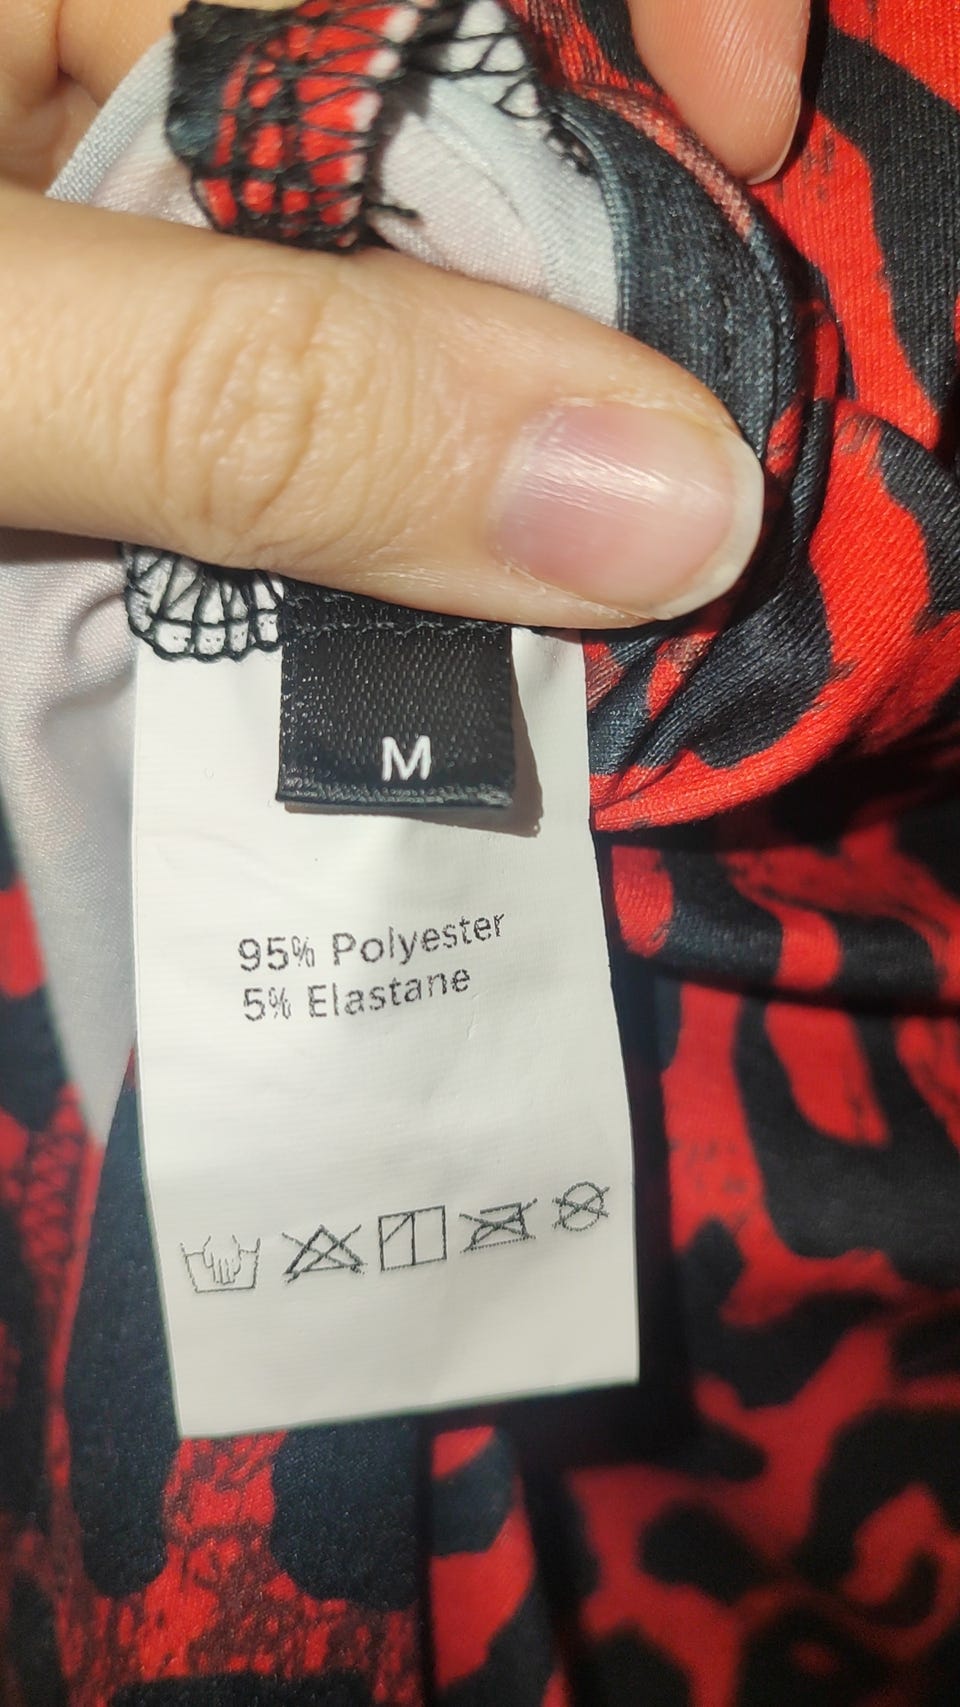 M
95% Polyester
5% Elastane